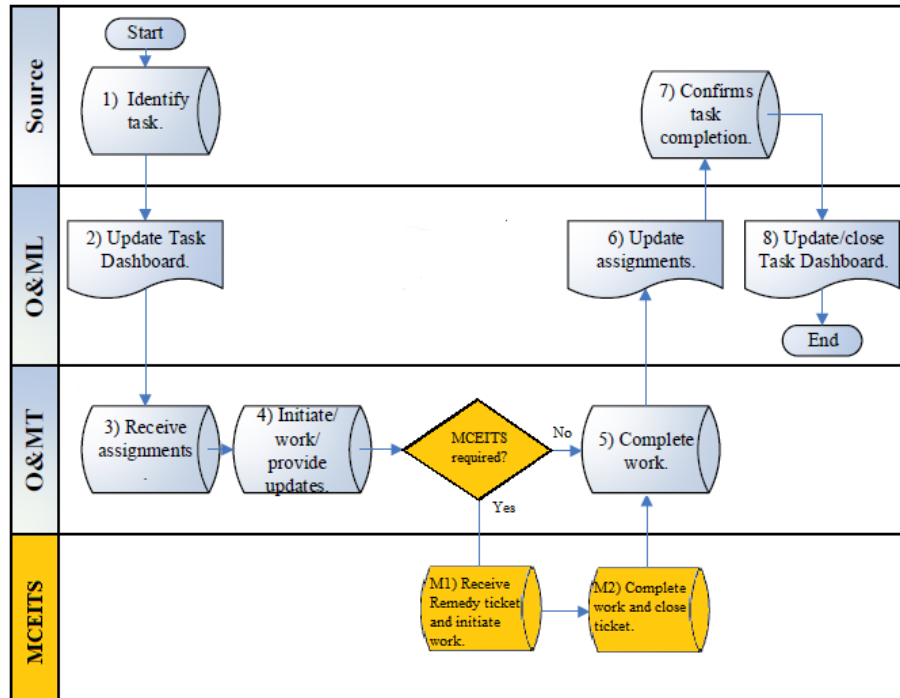 Source
Start
1) Identify
task.
7) Confirms
task
completion.
O&ML
2) Update Task
Dashboard.
6) Update
assignments.
8) Update/close
Task Dashboard.
End
O&MT
3) Receive
assignments
.
4) Initiate/
work/
provide
updates.
MCEITS
required?
No
Yes
5) Complete
work.
MCEITS
M1) Receive
Remedy ticket
and initiate
work.
M2) Complete
work and close
ticket.